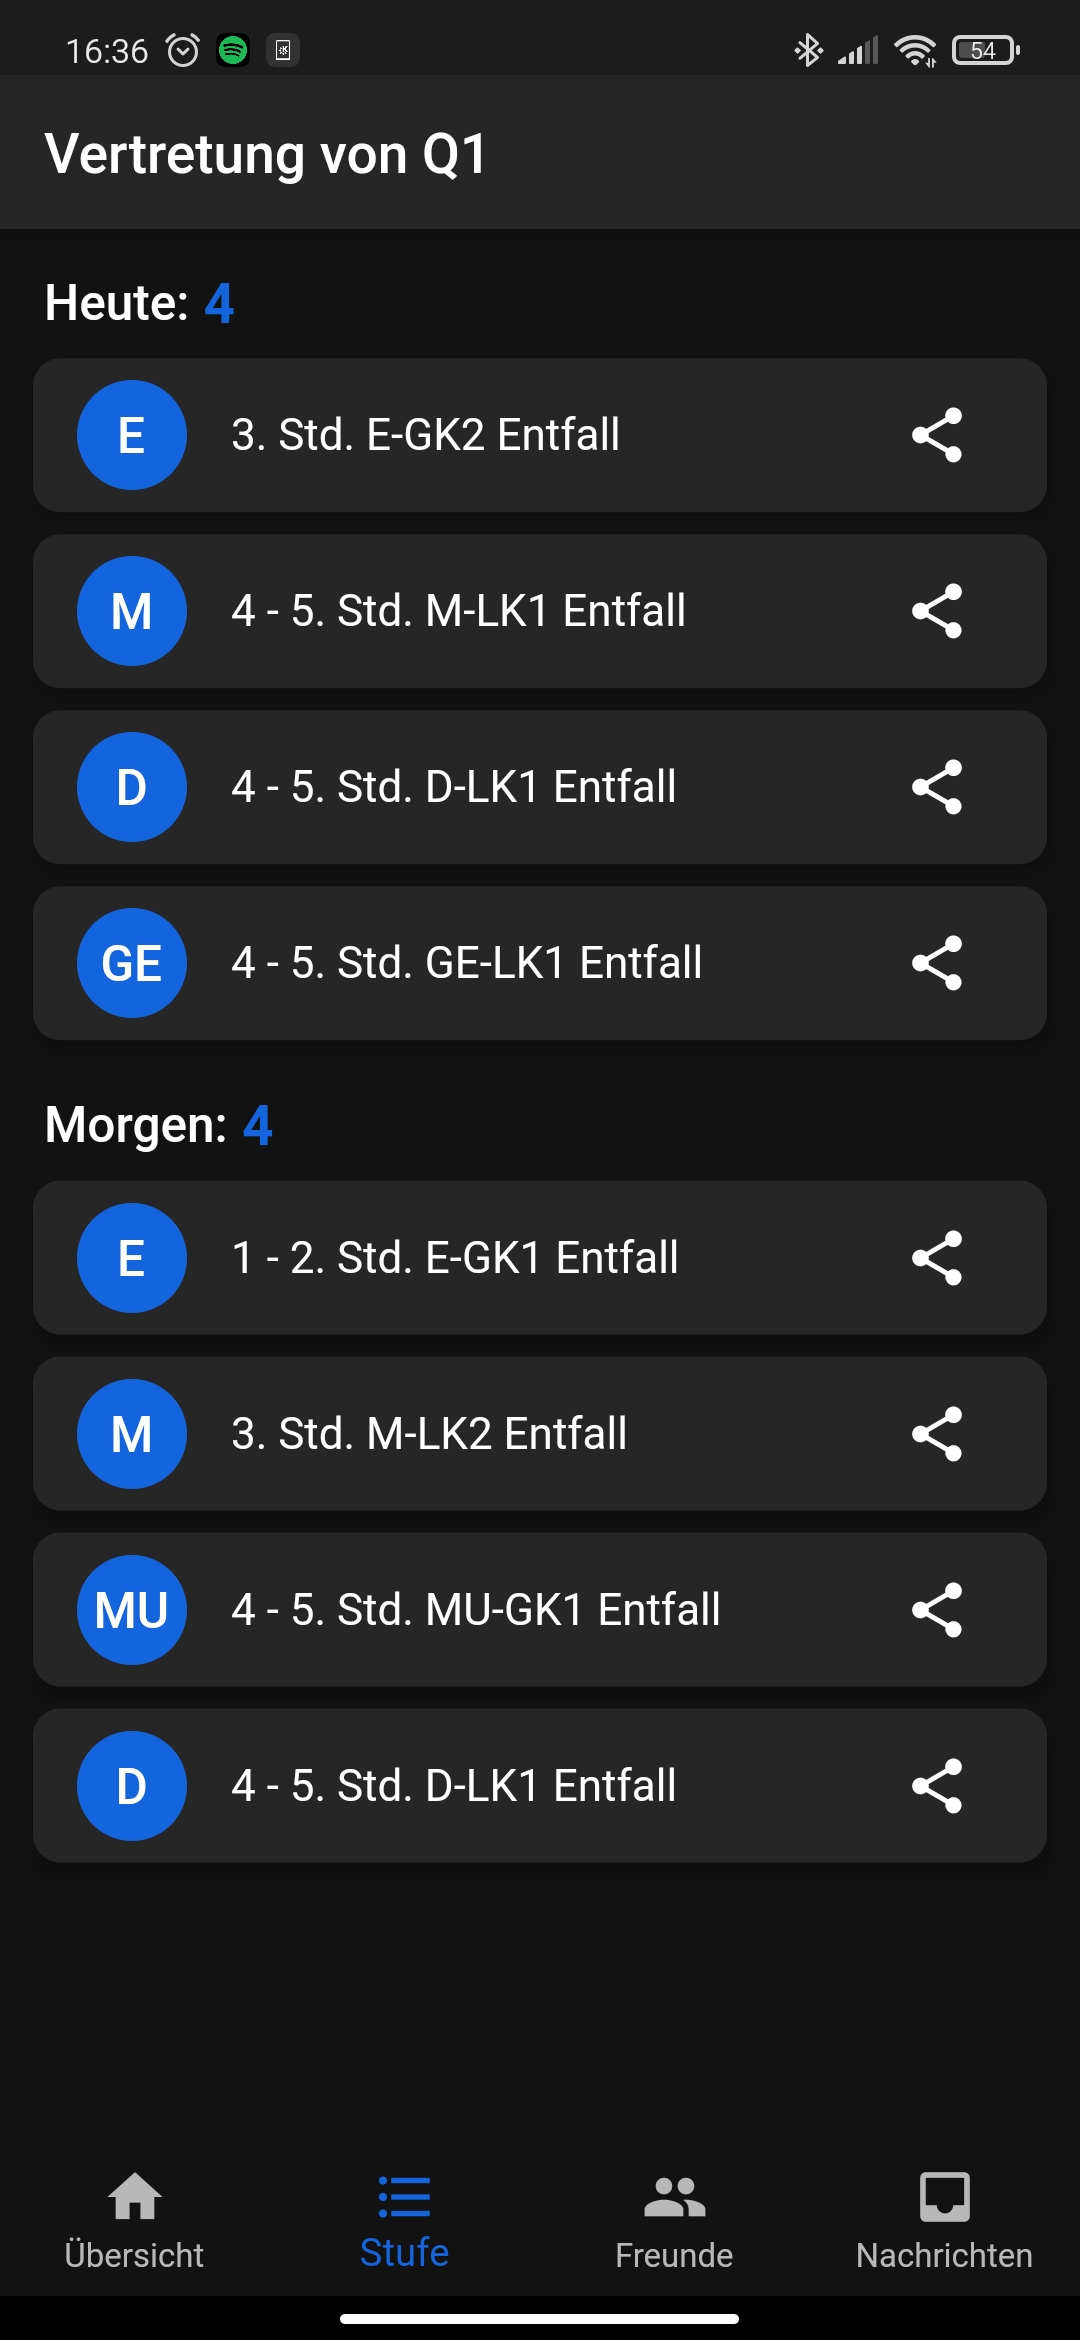 16:36
54
Vertretung von Q1
Heute: 4
E
3. Std. E-GK2 Entfall
M
4 - 5. Std. M-LK1 Entfall
D
4 - 5. Std. D-LK1 Entfall
GE
4 - 5. Std. GE-LK1 Entfall
Morgen: 4
E
1 - 2. Std. E-GK1 Entfall
M
3. Std. M-LK2 Entfall
MU
4 - 5. Std. MU-GK1 Entfall
D
4 - 5. Std. D-LK1 Entfall
Übersicht
Stufe
Freunde
Nachrichten